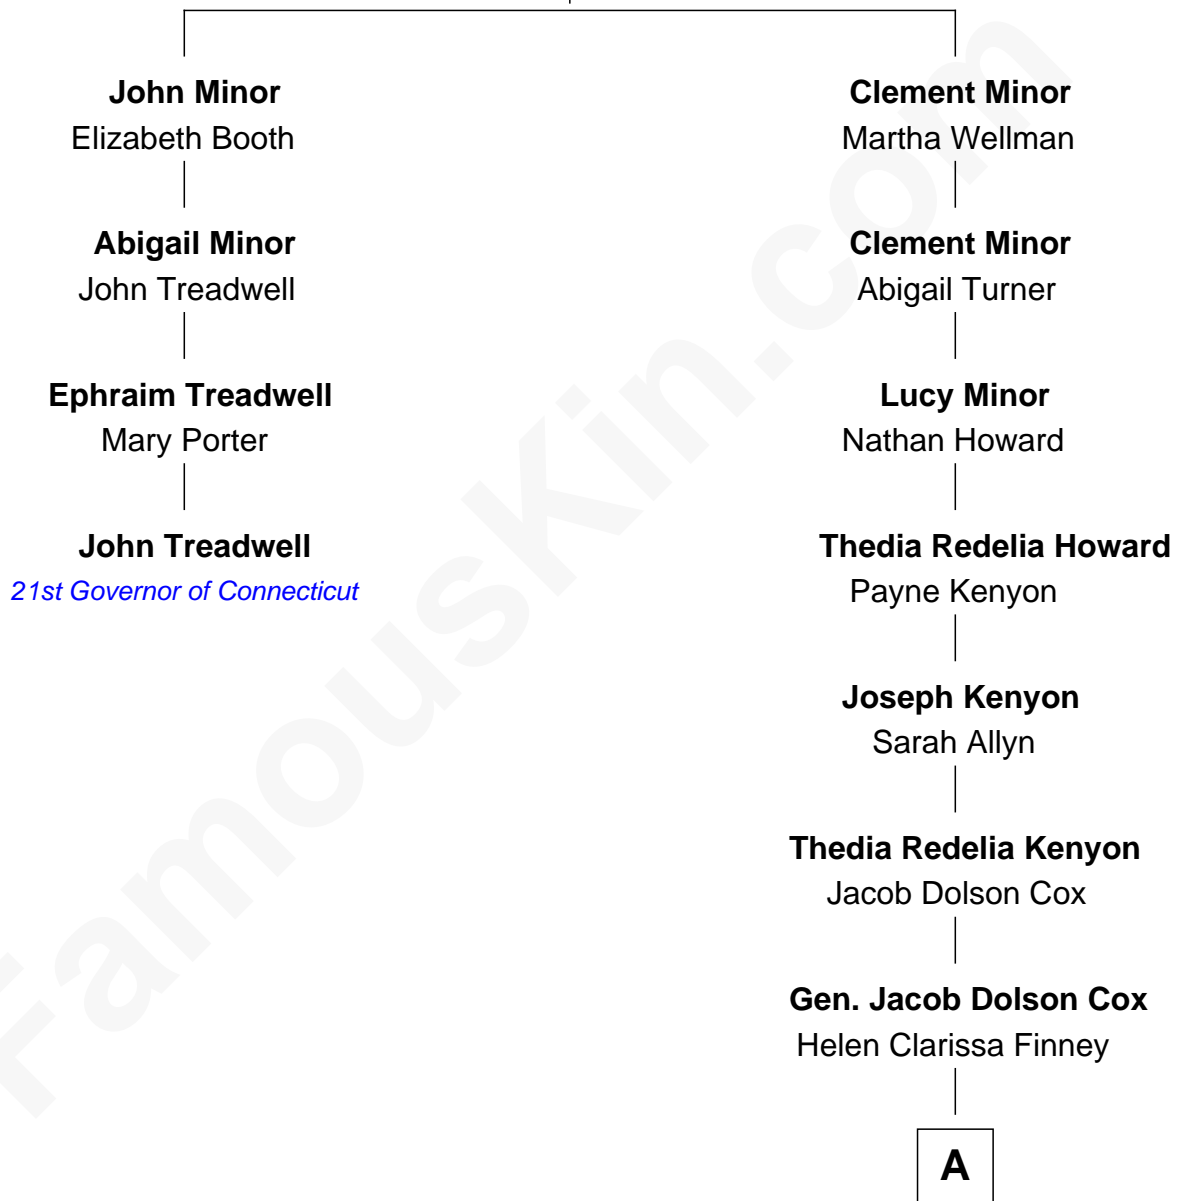 John Minor
Elizabeth Booth
Abigail Minor
John Treadwell
Ephraim Treadwell
Mary Porter
John Treadwell
21st Governor of Connecticut
Clement Minor
Martha Wellman
Clement Minor
Abigail Turner
Lucy Minor
Nathan Howard
Thedia Redelia Howard
Payne Kenyon
Joseph Kenyon
Sarah Allyn
Thedia Redelia Kenyon
Jacob Dolson Cox
Gen. Jacob Dolson Cox
Helen Clarissa Finney
A
FamousKin.com